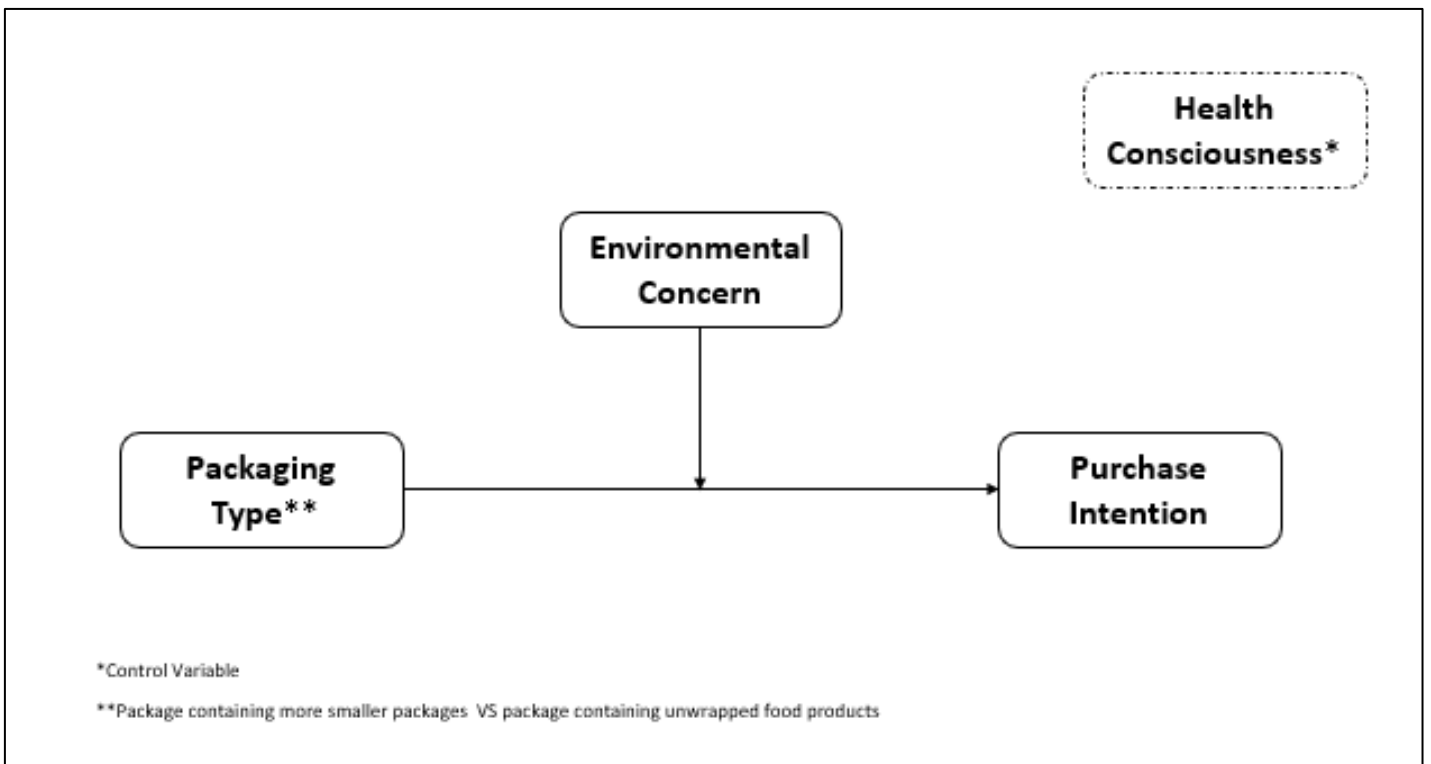 Health
Consciousness*
Environmental
Concern
Packaging
Type**
Purchase
Intention
*Control Variable
**Package containing more smaller packages VS package containing unwrapped food products